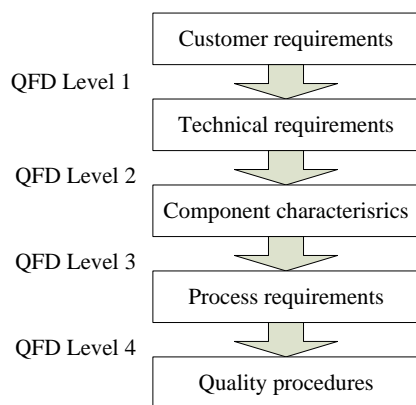 Customer requirements
QFD Level 1
Technical requirements
QFD Level 2
Component characterisrics
QFD Level 3
Process requirements
QFD Level 4
Quality procedures